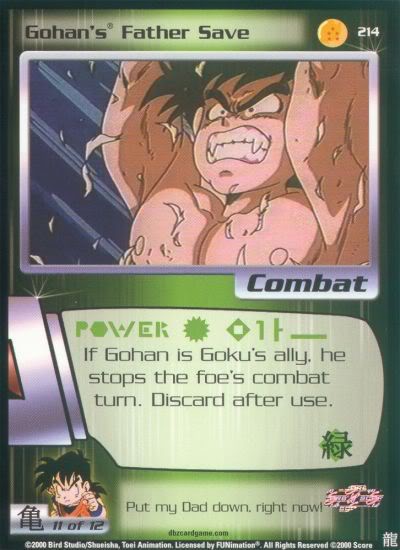 Gohan's® Father Save
214
Combat
POWER
If Gohan is Goku's ally, he
stops the foe's combat
turn. Discard after use.
緑
亀 11 of 12
Put my Dad down, right now!
dbzcardgame.com
©2000 Bird Studio/Shueisha, Toei Animation. Licensed by FUNimation®. All Rights Reserved ©2000 Score
龍